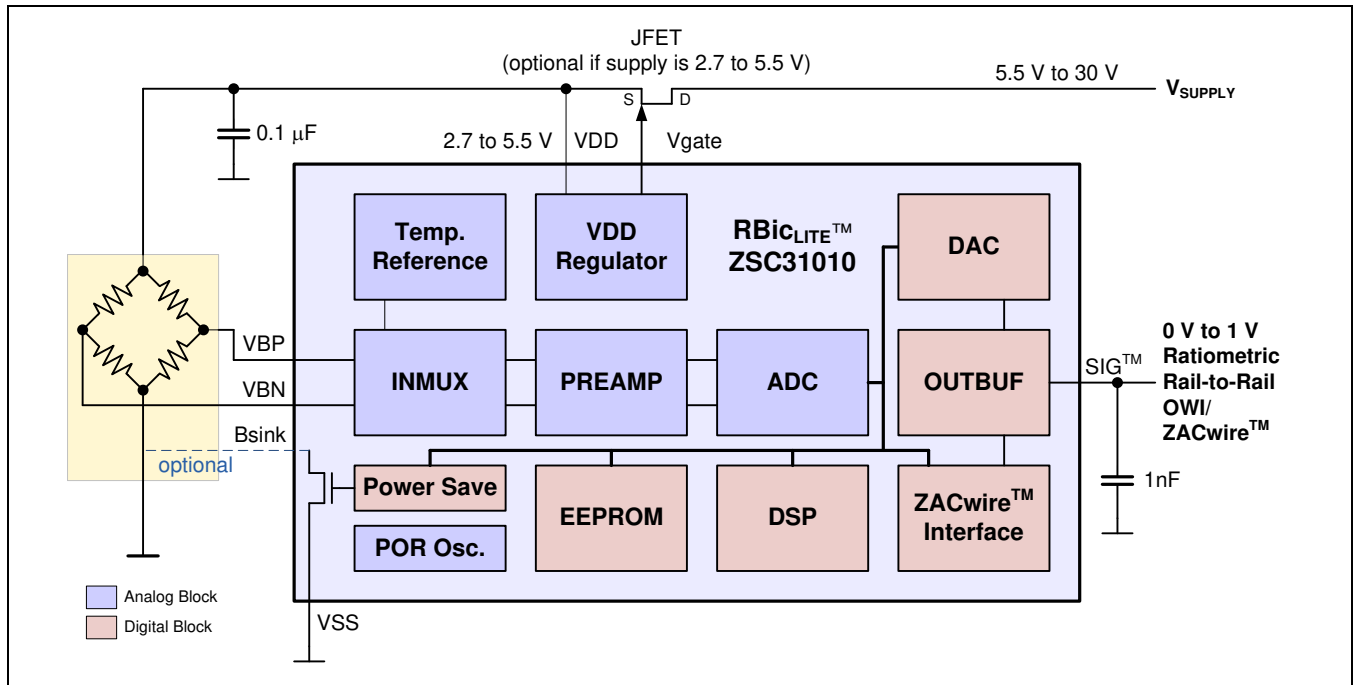 JFET
(optional if supply is 2.7 to 5.5 V)
5.5 V to 30 V
VSUPPLY
S
D
0.1 μF
2.7 to 5.5 V
VDD
Vgate
Temp.
Reference
VDD
Regulator
RBicLITE™
ZSC31010
DAC
VBP
VBN
INMUX
PREAMP
ADC
OUTBUF
SIG™
0 V to 1 V
Ratiometric
Rail-to-Rail
OWI/
ZACwire™
Bsink
optional
Power Save
POR Osc.
EEPROM
DSP
ZACwire™
Interface
1nF
Analog Block
Digital Block
VSS